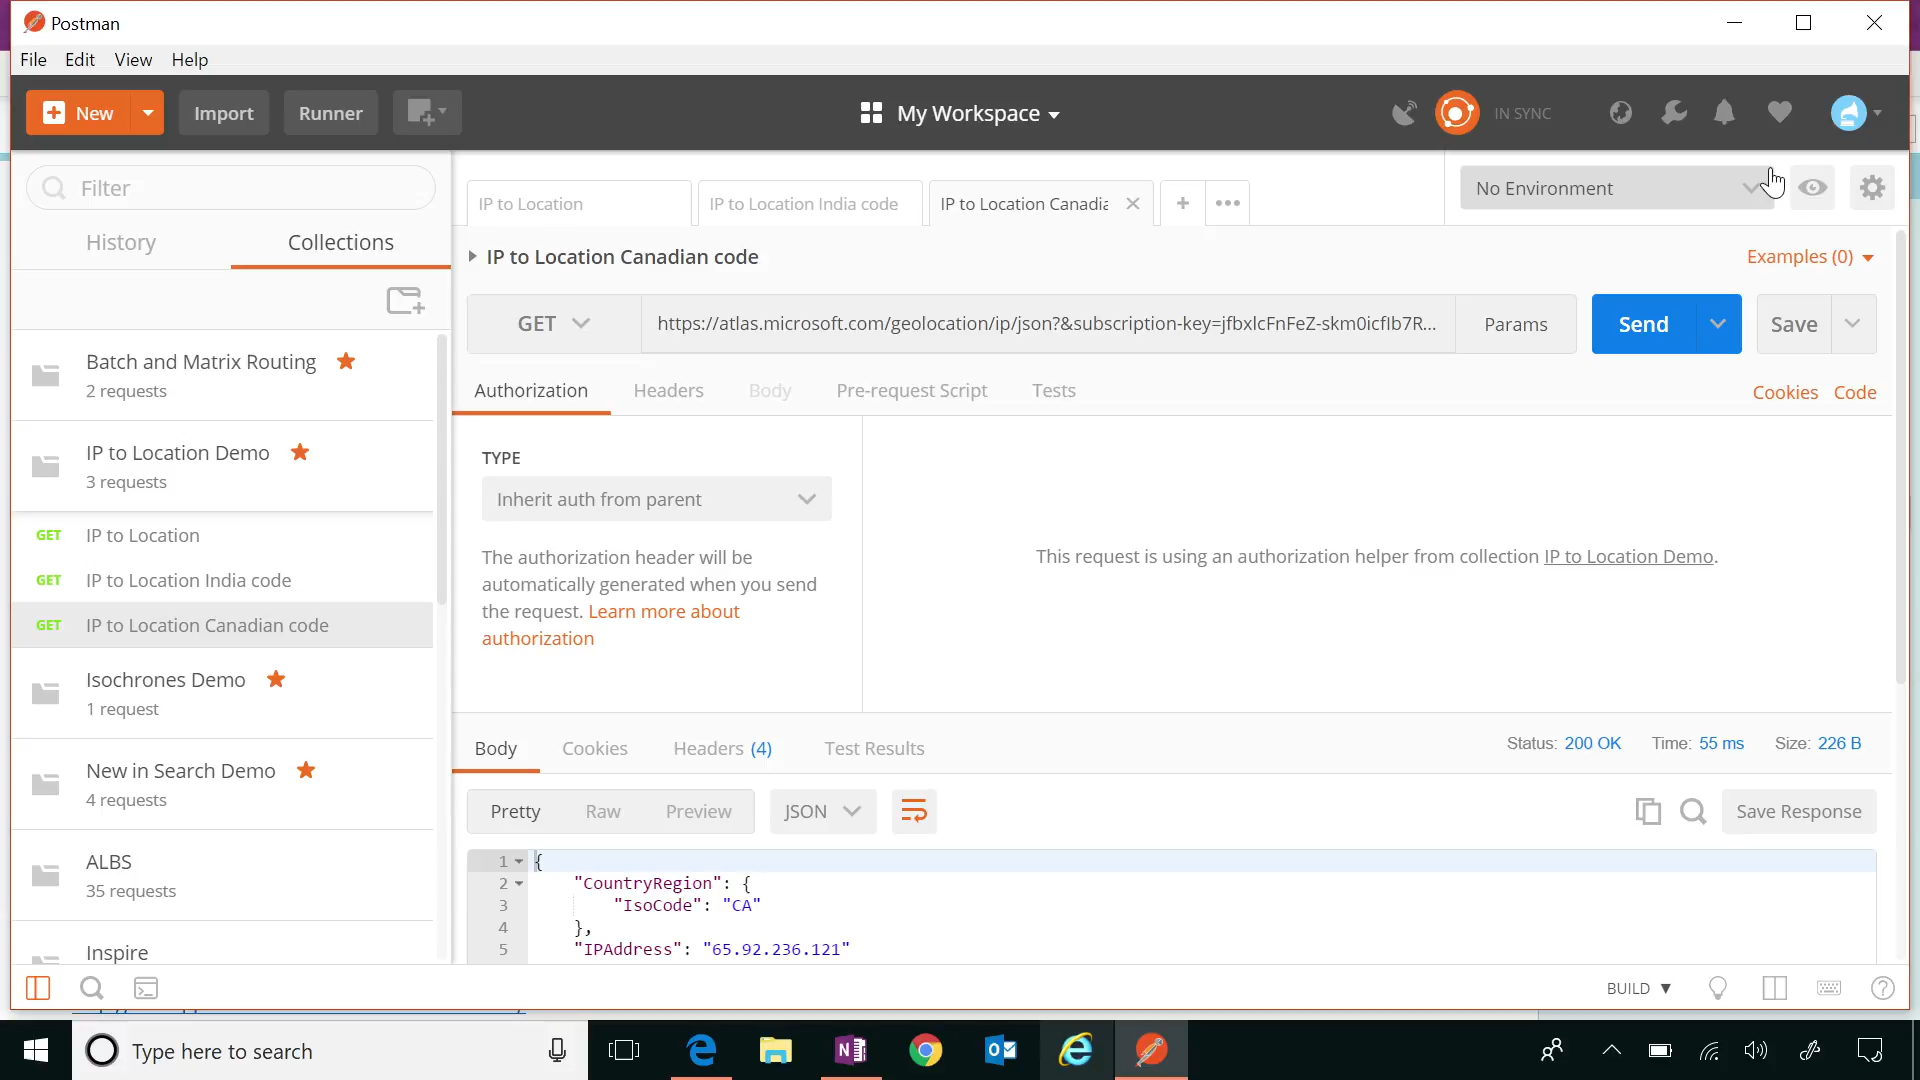 Postman
File Edit View Help
New Import Runner My Workspace IN SYNC
Filter
History Collections
Batch and Matrix Routing
2 requests
IP to Location Demo
3 requests
GET IP to Location
GET IP to Location India code
GET IP to Location Canadian code
Isochrones Demo
1 request
New in Search Demo
4 requests
ALBS
35 requests
Inspire
IP to Location IP to Location India code IP to Location Canadia
No Environment
IP to Location Canadian code
Examples (0)
GET https://atlas.microsoft.com/geolocation/ip/json?&subscription-key=jfbxlcFnFeZ-skm0icfIb7R... Params Send Save
Authorization Headers Body Pre-request Script Tests Cookies Code
TYPE
Inherit auth from parent
The authorization header will be
automatically generated when you send
the request. Learn more about
authorization
This request is using an authorization helper from collection IP to Location Demo.
Body Cookies Headers (4) Test Results Status: 200 OK Time: 55 ms Size: 226 B
Pretty Raw Preview JSON Save Response
1 {
2 "CountryRegion": {
3 "IsoCode": "CA"
4 },
5 "IPAddress": "65.92.236.121"
BUILD
Type here to search